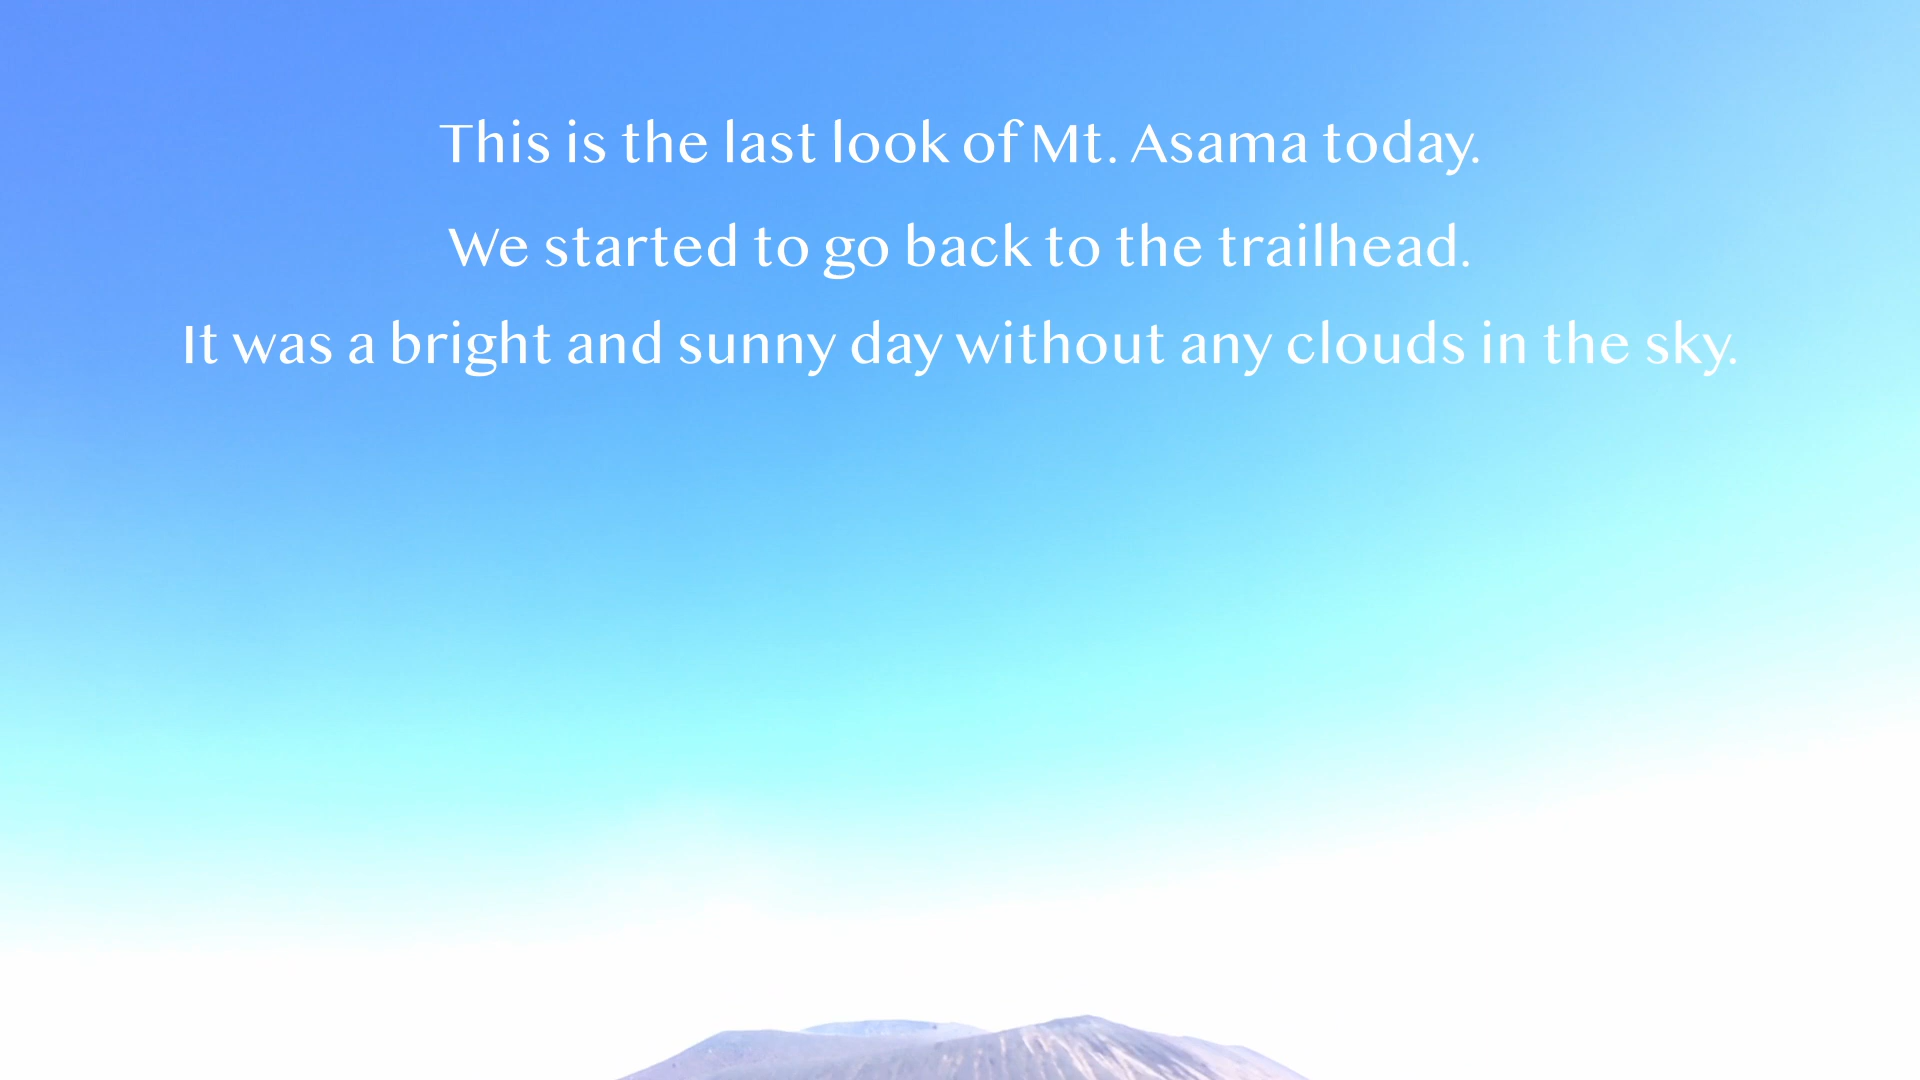 This is the last look of Mt. Asama today.
We started to go back to the trailhead.
It was a bright and sunny day without any clouds in the sky.